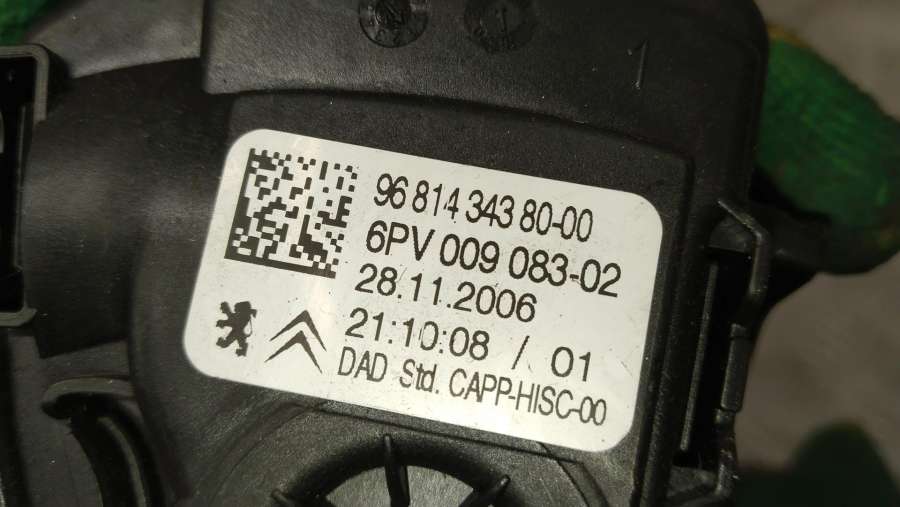 96 814 343 80-00
6PV 009 083-02
28.11.2006
21:10:08 / 01
DAD Std. CAPP-HISC-00
1